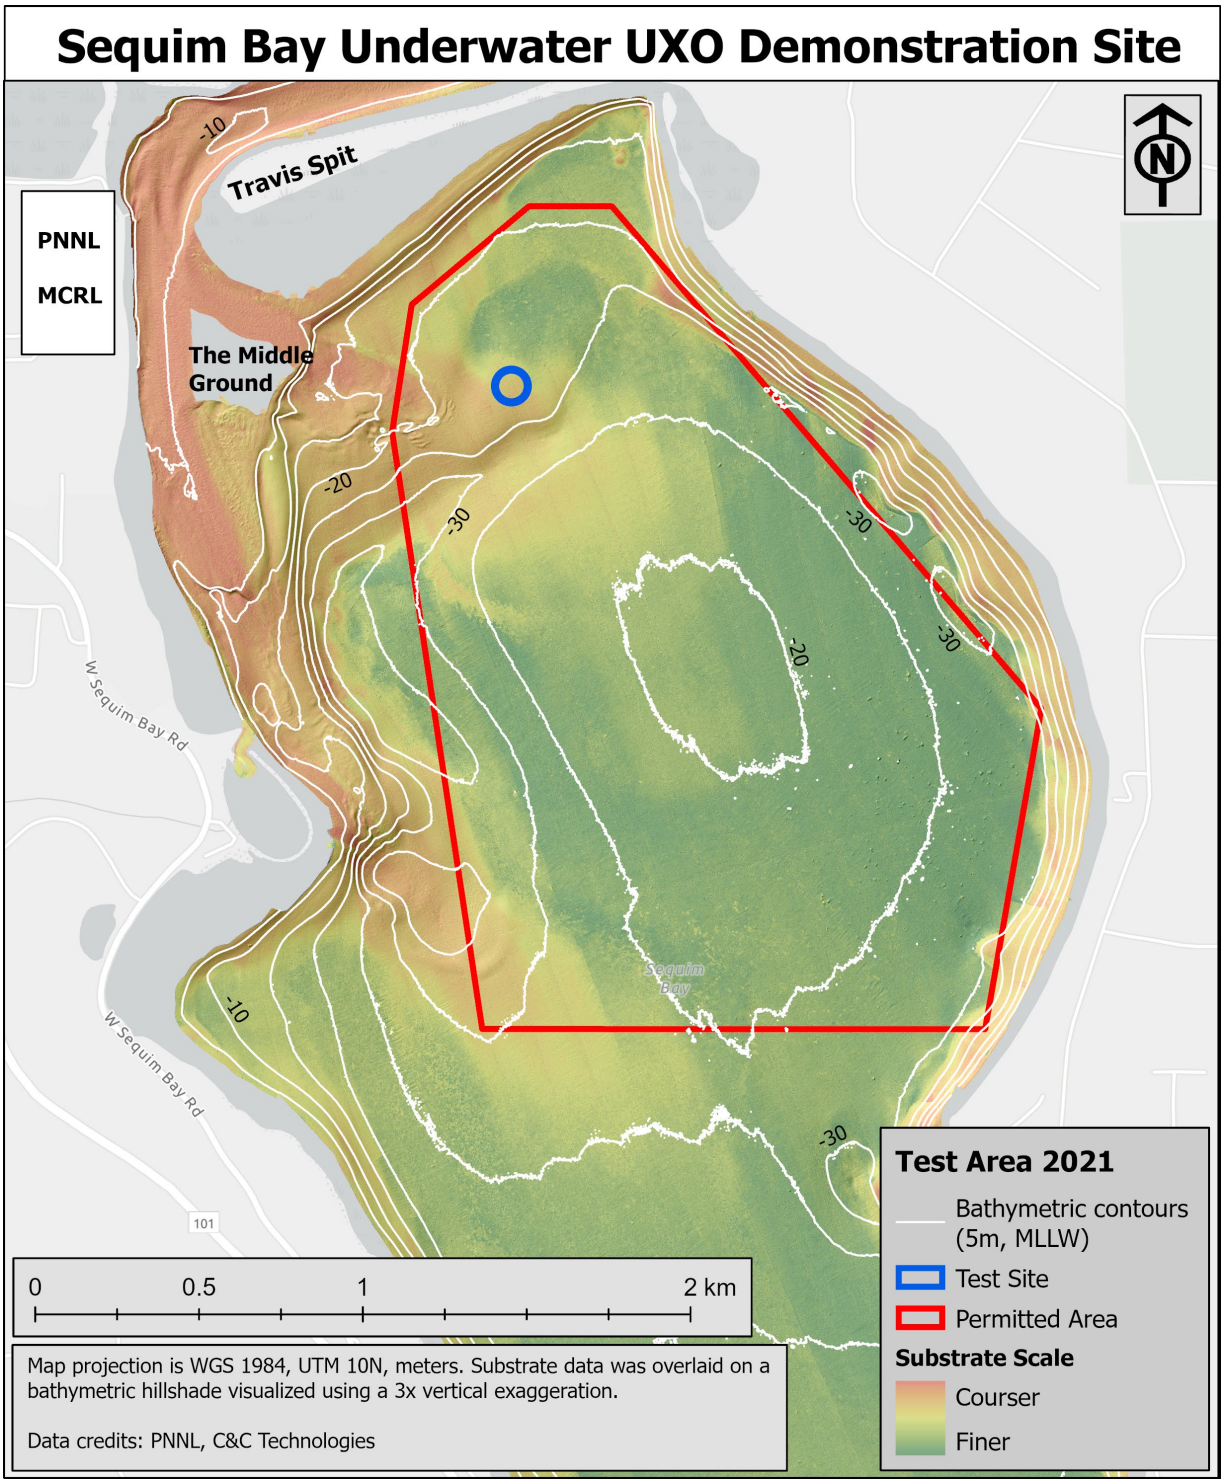 Sequim Bay Underwater UXO Demonstration Site
-10
Travis Spit
N
PNNL
MCRL
The Middle
Ground
-20
-30
-30
-30
-20
W Sequim Bay Rd
Sequim
Bay
-10
W Sequim Bay Rd
-30
101
Test Area 2021
Bathymetric contours
(5m, MLLW)
Test Site
Permitted Area
Substrate Scale
Courser
Finer
0 0.5 1 2 km
Map projection is WGS 1984, UTM 10N, meters. Substrate data was overlaid on a
bathymetric hillshade visualized using a 3x vertical exaggeration.
Data credits: PNNL, C&C Technologies